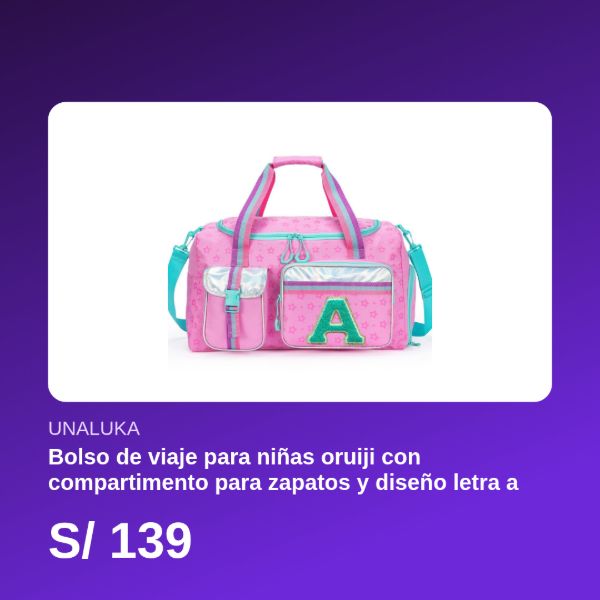 A
UNALUKA
Bolso de viaje para niñas oruiji con
compartimento para zapatos y diseño letra a
S/ 139